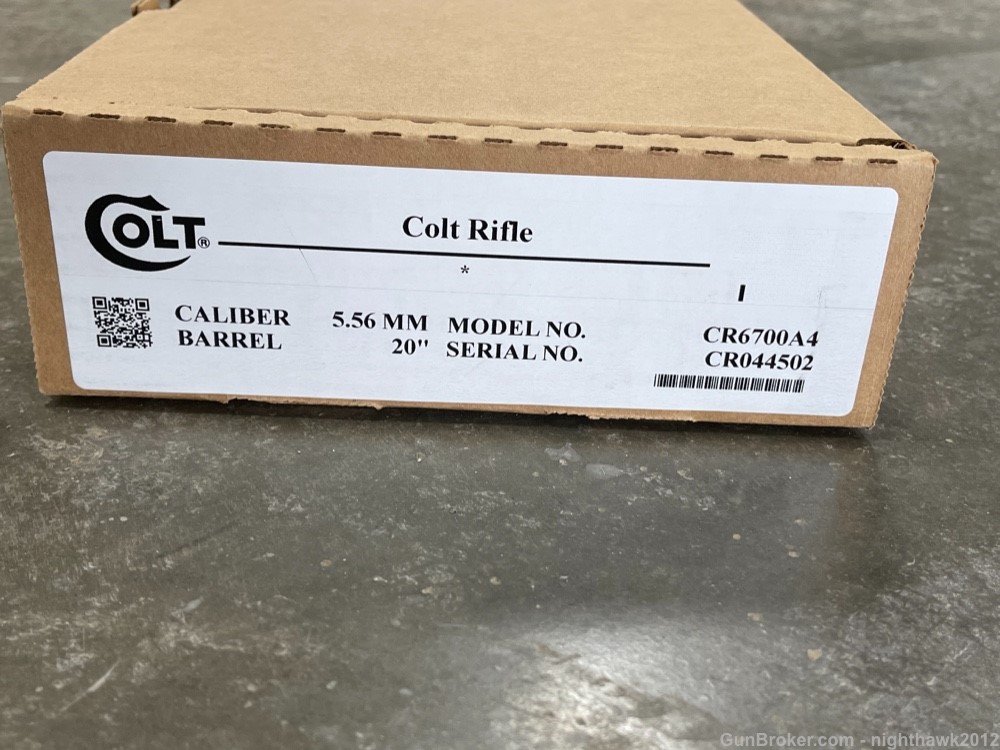 COLT® Colt Rifle
*
CALIBER 5.56 MM MODEL NO. CR6700A4
BARREL 20" SERIAL NO. CR044502
GunBroker.com - nighthawk2012